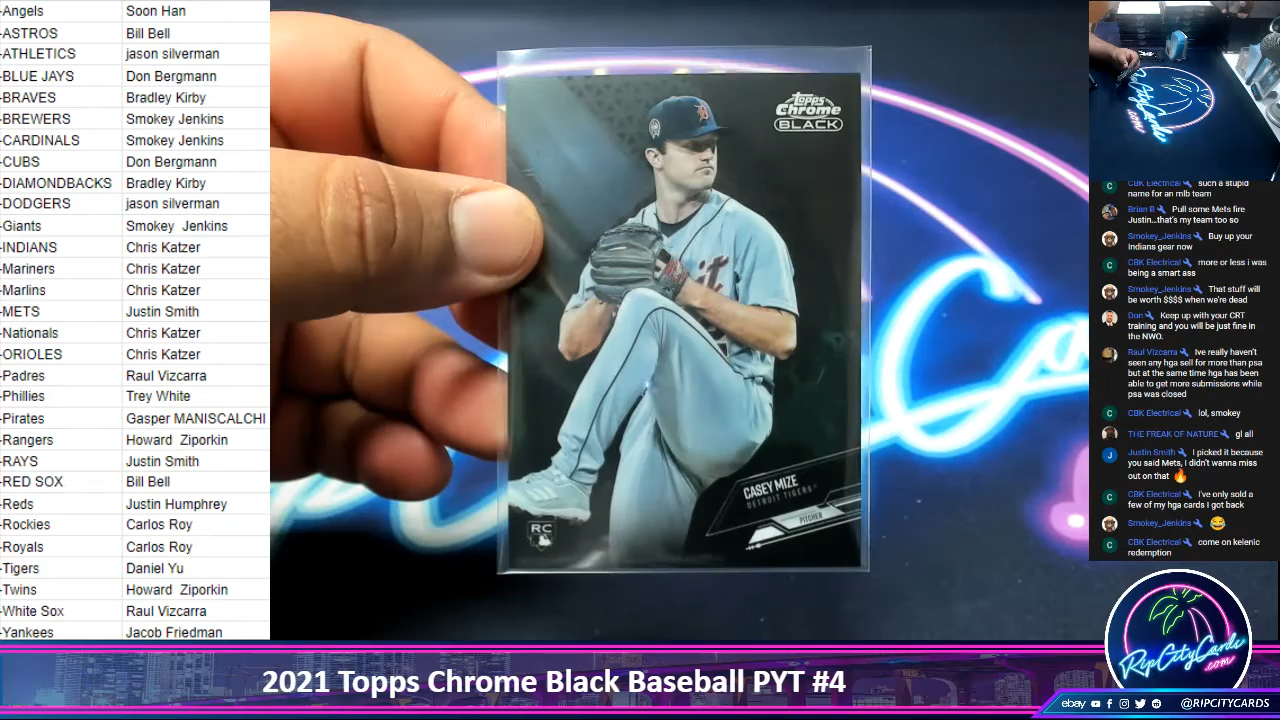 -Angels Soon Han
-ASTROS Bill Bell
-ATHLETICS jason silverman
-BLUE JAYS Don Bergmann
-BRAVES Bradley Kirby
-BREWERS Smokey Jenkins
-CARDINALS Smokey Jenkins
-CUBS Don Bergmann
-DIAMONDBACKS Bradley Kirby
-DODGERS jason silverman
-Giants Smokey Jenkins
-INDIANS Chris Katzer
-Mariners Chris Katzer
-Marlins Chris Katzer
-METS Justin Smith
-Nationals Chris Katzer
-ORIOLES Chris Katzer
-Padres Raul Vizcarra
-Phillies Trey White
-Pirates Gasper MANISCALCHI
-Rangers Howard Ziporkin
-RAYS Justin Smith
-RED SOX Bill Bell
-Reds Justin Humphrey
-Rockies Carlos Roy
-Royals Carlos Roy
-Tigers Daniel Yu
-Twins Howard Ziporkin
-White Sox Raul Vizcarra
-Yankees Jacob Friedman
topps
Chrome
BLACK
D
CASEY MIZE
DETROIT TIGERS
PITCHER
RC
CBK Electrical such a stupid
name for an mlb team
Brian B Pull some Mets fire
Justin...that's my team too so
Smokey_Jenkins Buy up your
Indians gear now
CBK Electrical more or less i was
being a smart ass
Smokey_Jenkins That stuff will
be worth $$$$ when we're dead
Don Keep up with your CRT
training and you will be just fine in
the NWO.
Raul Vizcarra Ive really haven't
seen any hga sell for more than psa
but at the same time hga has been
able to get more submissions while
psa was closed
C CBK Electrical lol, smokey
THE FREAK OF NATURE gl all
J Justin Smith I picked it because
you said Mets, I didn't wanna miss
out on that 🔥
C CBK Electrical I've only sold a
few of my hga cards I got back
Smokey_Jenkins 😂
C CBK Electrical come on kelenic
redemption
RipCityCards
.com
2021 Topps Chrome Black Baseball PYT #4
ebay @RIPCITYCARDS